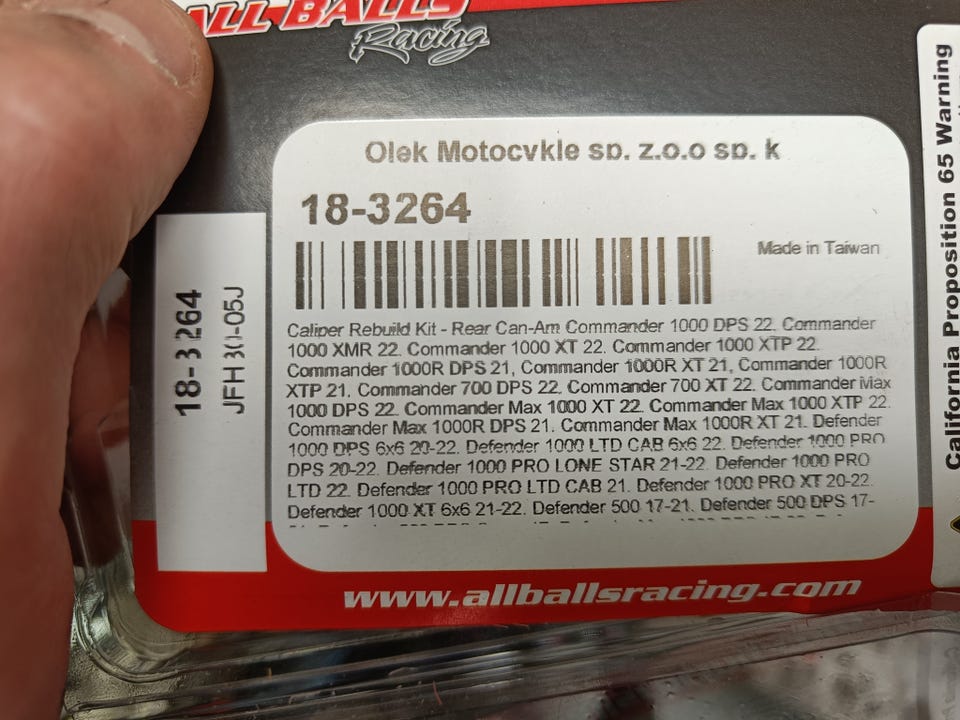 ALL BALLS
Racing
Olek Motocykle sp. z.o.o sp. k
18-3264
Made in Taiwan
Caliper Rebuild Kit - Rear Can-Am Commander 1000 DPS 22. Commander
1000 XMR 22. Commander 1000 XT 22. Commander 1000 XTP 22.
Commander 1000R DPS 21, Commander 1000R XT 21, Commander 1000R
XTP 21. Commander 700 DPS 22. Commander 700 XT 22. Commander Max
1000 DPS 22. Commander Max 1000 XT 22. Commander Max 1000 XTP 22.
Commander Max 1000R DPS 21. Commander Max 1000R XT 21. Defender
1000 DPS 6x6 20-22. Defender 1000 LTD CAB 6x6 22. Defender 1000 PRO
DPS 20-22. Defender 1000 PRO LONE STAR 21-22. Defender 1000 PRO
LTD 22. Defender 1000 PRO LTD CAB 21. Defender 1000 PRO XT 20-22.
Defender 1000 XT 6x6 21-22. Defender 500 17-21. Defender 500 DPS 17-
www.allballsracing.com
18-3264
JFH
California Proposition 65 Warning